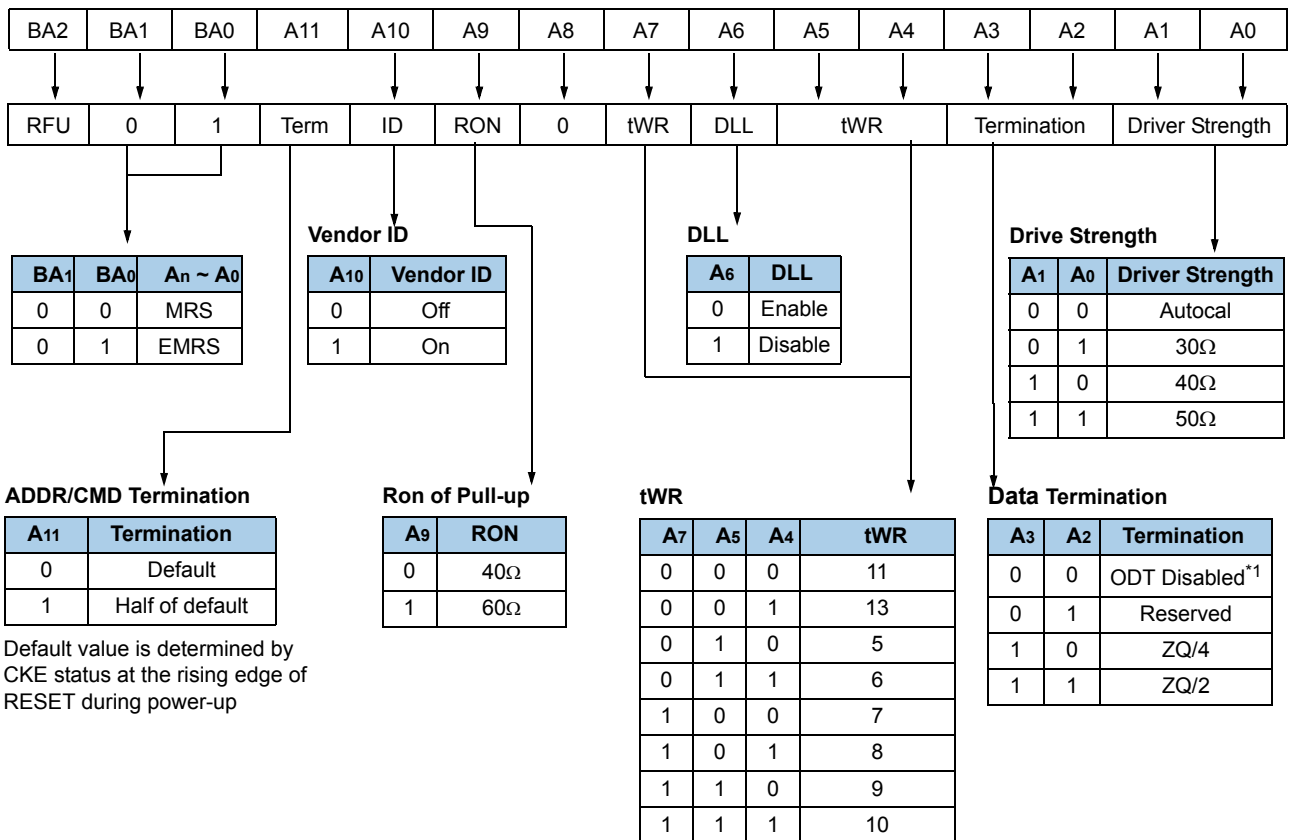 BA2 BA1 BA0 A11 A10 A9 A8 A7 A6 A5 A4 A3 A2 A1 A0
RFU 0 1 Term ID RON 0 tWR DLL tWR Termination Driver Strength
BA1 BA0 An ~ A0
0 0 MRS
0 1 EMRS
Vendor ID
A10 Vendor ID
0 Off
1 On
DLL
A6 DLL
0 Enable
1 Disable
Drive Strength
A1 A0 Driver Strength
0 0 Autocal
0 1 30Ω
1 0 40Ω
1 1 50Ω
ADDR/CMD Termination
A11 Termination
0 Default
1 Half of default
Default value is determined by
CKE status at the rising edge of
RESET during power-up
Ron of Pull-up
A9 RON
0 40Ω
1 60Ω
tWR
A7 A5 A4 tWR
0 0 0 11
0 0 1 13
0 1 0 5
0 1 1 6
1 0 0 7
1 0 1 8
1 1 0 9
1 1 1 10
Data Termination
A3 A2 Termination
0 0 ODT Disabled*1
0 1 Reserved
1 0 ZQ/4
1 1 ZQ/2